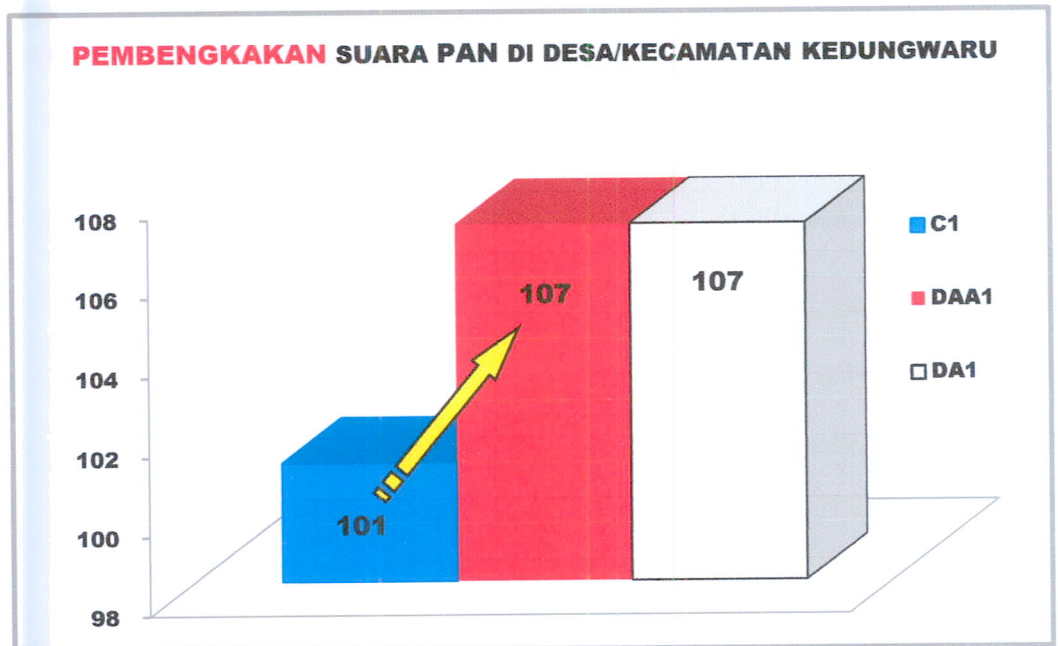 PEMBENGKAKAN SUARA PAN DI DESA/KECAMATAN KEDUNGWARU
108
106
104
102
100
98
101
107
107
C1
DAA1
DA1